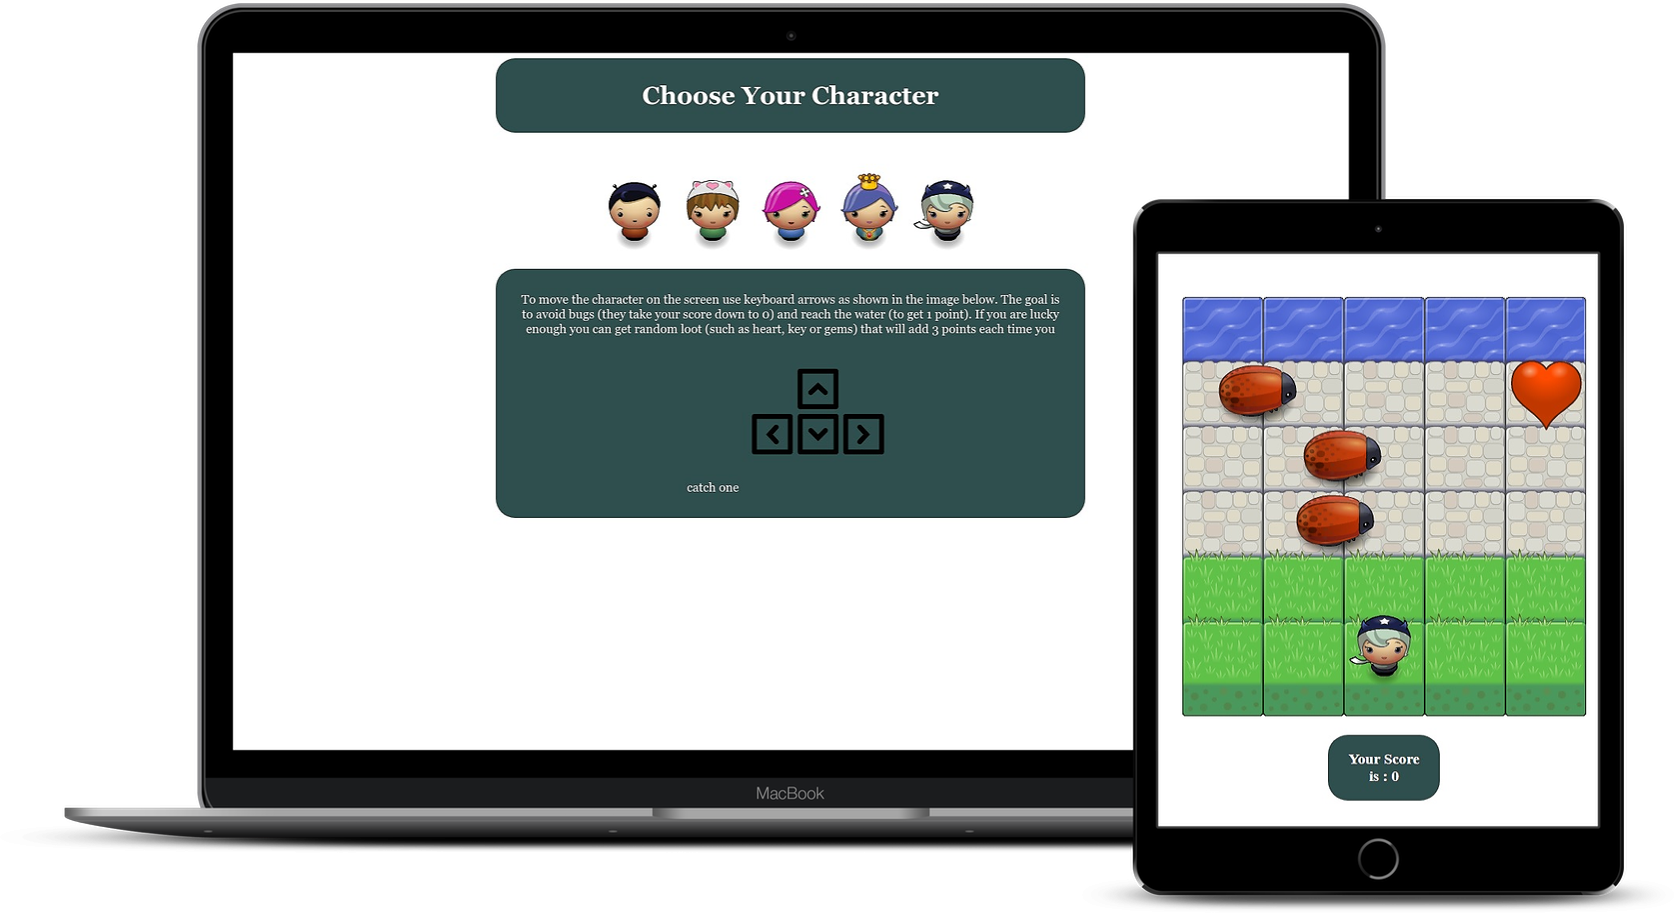 Choose Your Character
To move the character on the screen use keyboard arrows as shown in the image below. The goal is
to avoid bugs (they take your score down to 0) and reach the water (to get 1 point). If you are lucky
enough you can get random loot (such as heart, key or gems) that will add 3 points each time you
catch one
MacBook
Your Score
is : 0